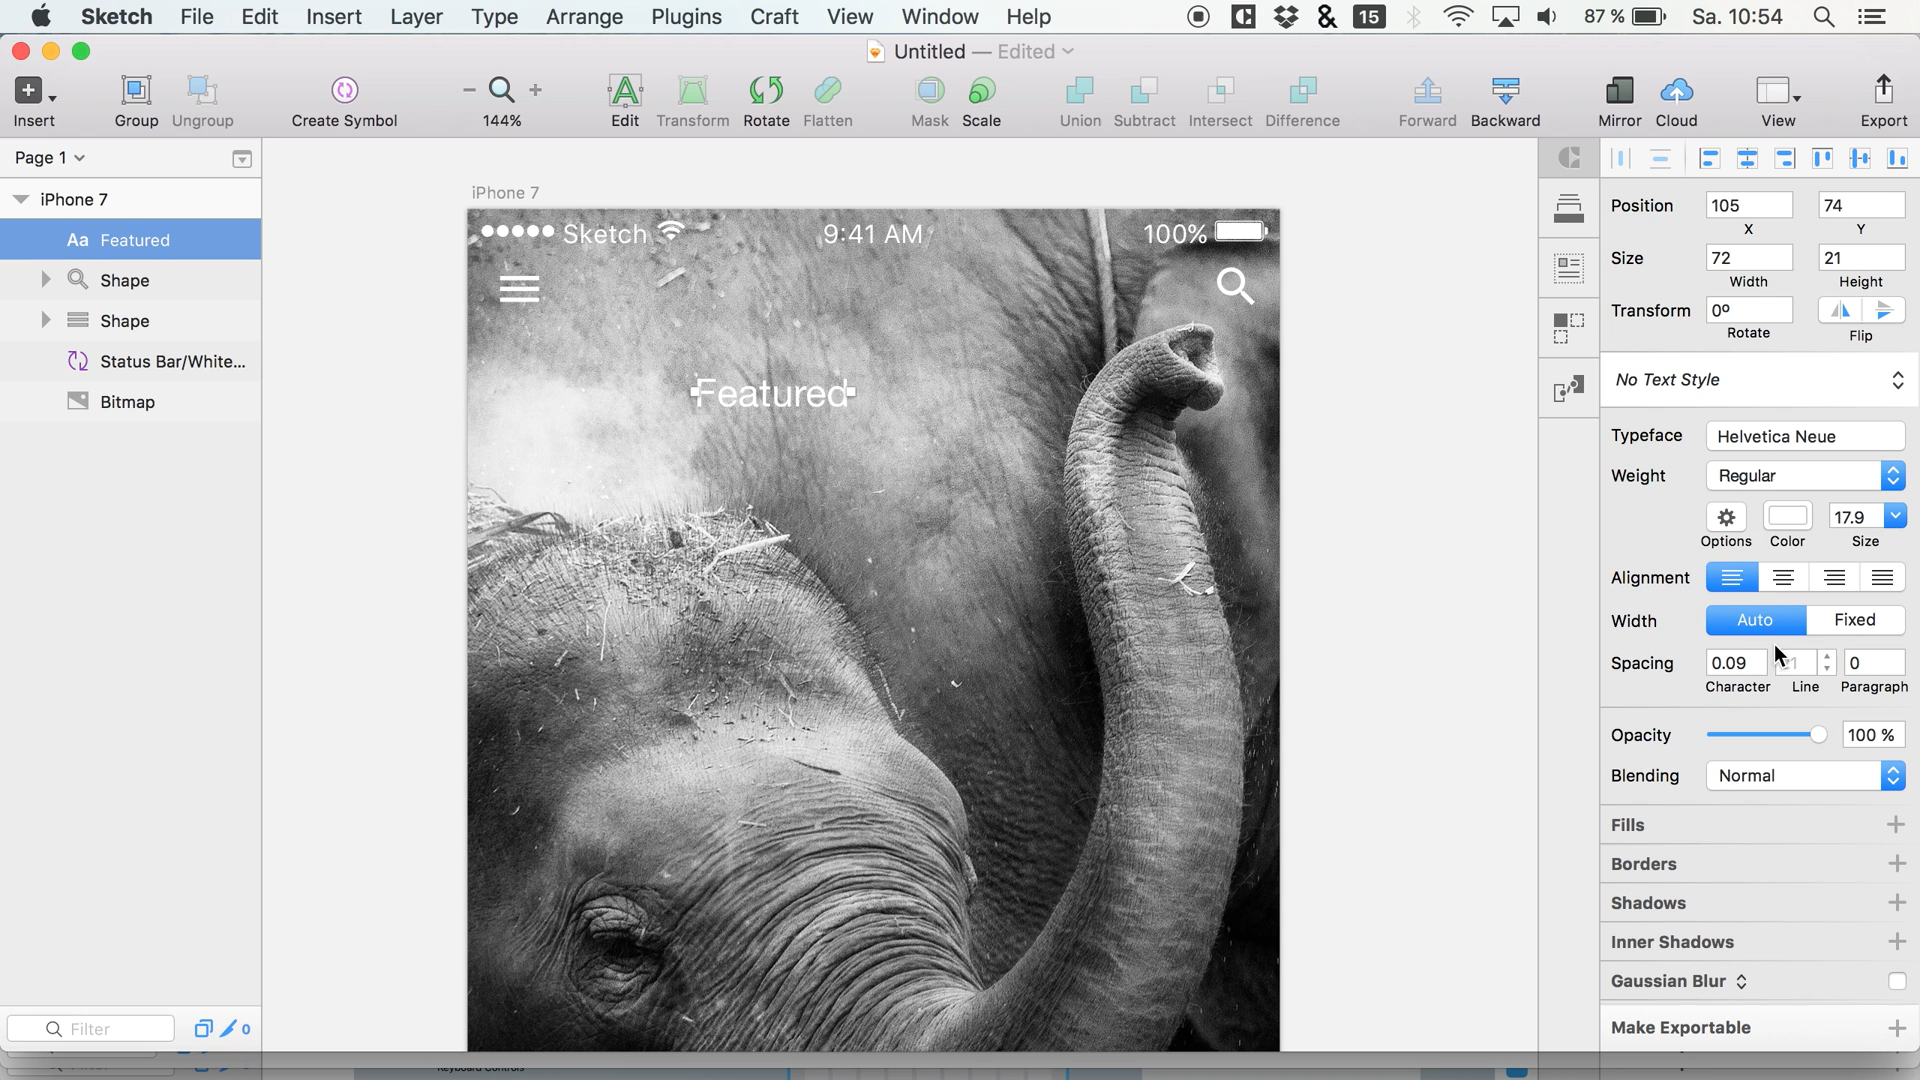 Sketch File Edit Insert Layer Type Arrange Plugins Craft View Window Help 15 87 % Sa. 10:54
Untitled — Edited
Insert Group Ungroup Create Symbol 144% Edit Transform Rotate Flatten Mask Scale Union Subtract Intersect Difference Forward Backward Mirror Cloud View Export
Page 1
iPhone 7
Aa Featured
Shape
Shape
Status Bar/White...
Bitmap
Filter 0
iPhone 7
Sketch 9:41 AM 100%
Featured
Position 105 74
X Y
Size 72 21
Width Height
Transform 0º
Rotate Flip
No Text Style
Typeface Helvetica Neue
Weight Regular
17.9
Options Color Size
Alignment
Width Auto Fixed
Spacing 0.09 0
Character Line Paragraph
Opacity 100 %
Blending Normal
Fills
Borders
Shadows
Inner Shadows
Gaussian Blur
Make Exportable
Keyboard Controls